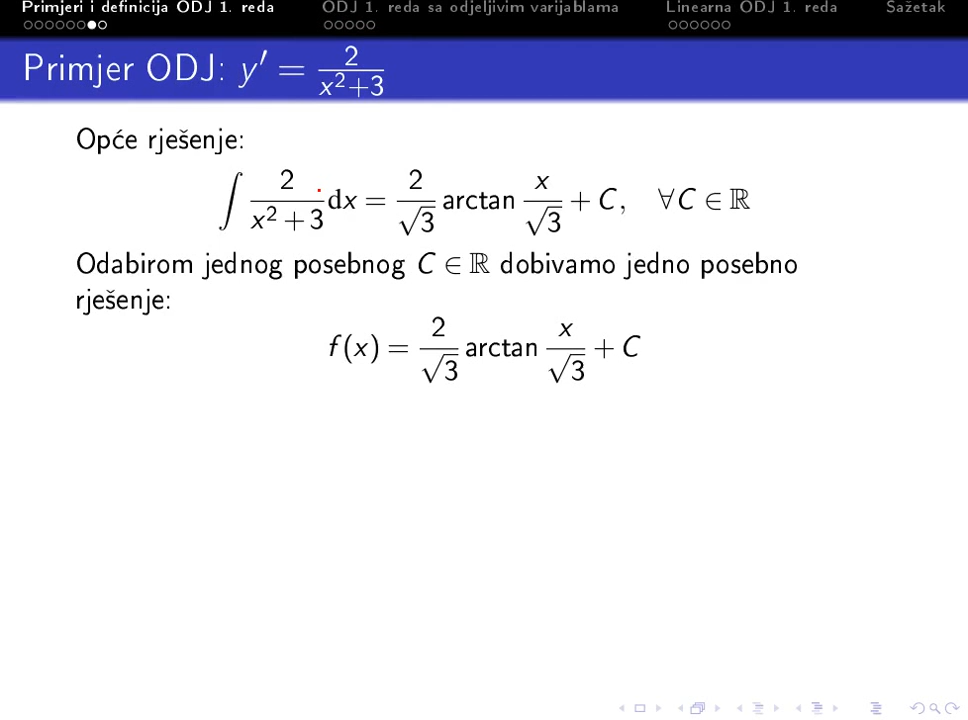 Primjeri i definicija ODJ 1. reda ODJ 1. reda sa odjeljivim varijablama Linearna ODJ 1. reda Sažetak
Primjer ODJ: y′ = 2/(x²+3)
Opće rješenje:
∫ 2/(x² + 3) dx = 2/√3 arctan x/√3 + C, ∀C ∈ ℝ
Odabirom jednog posebnog C ∈ ℝ dobivamo jedno posebno
rješenje:
f(x) = 2/√3 arctan x/√3 + C